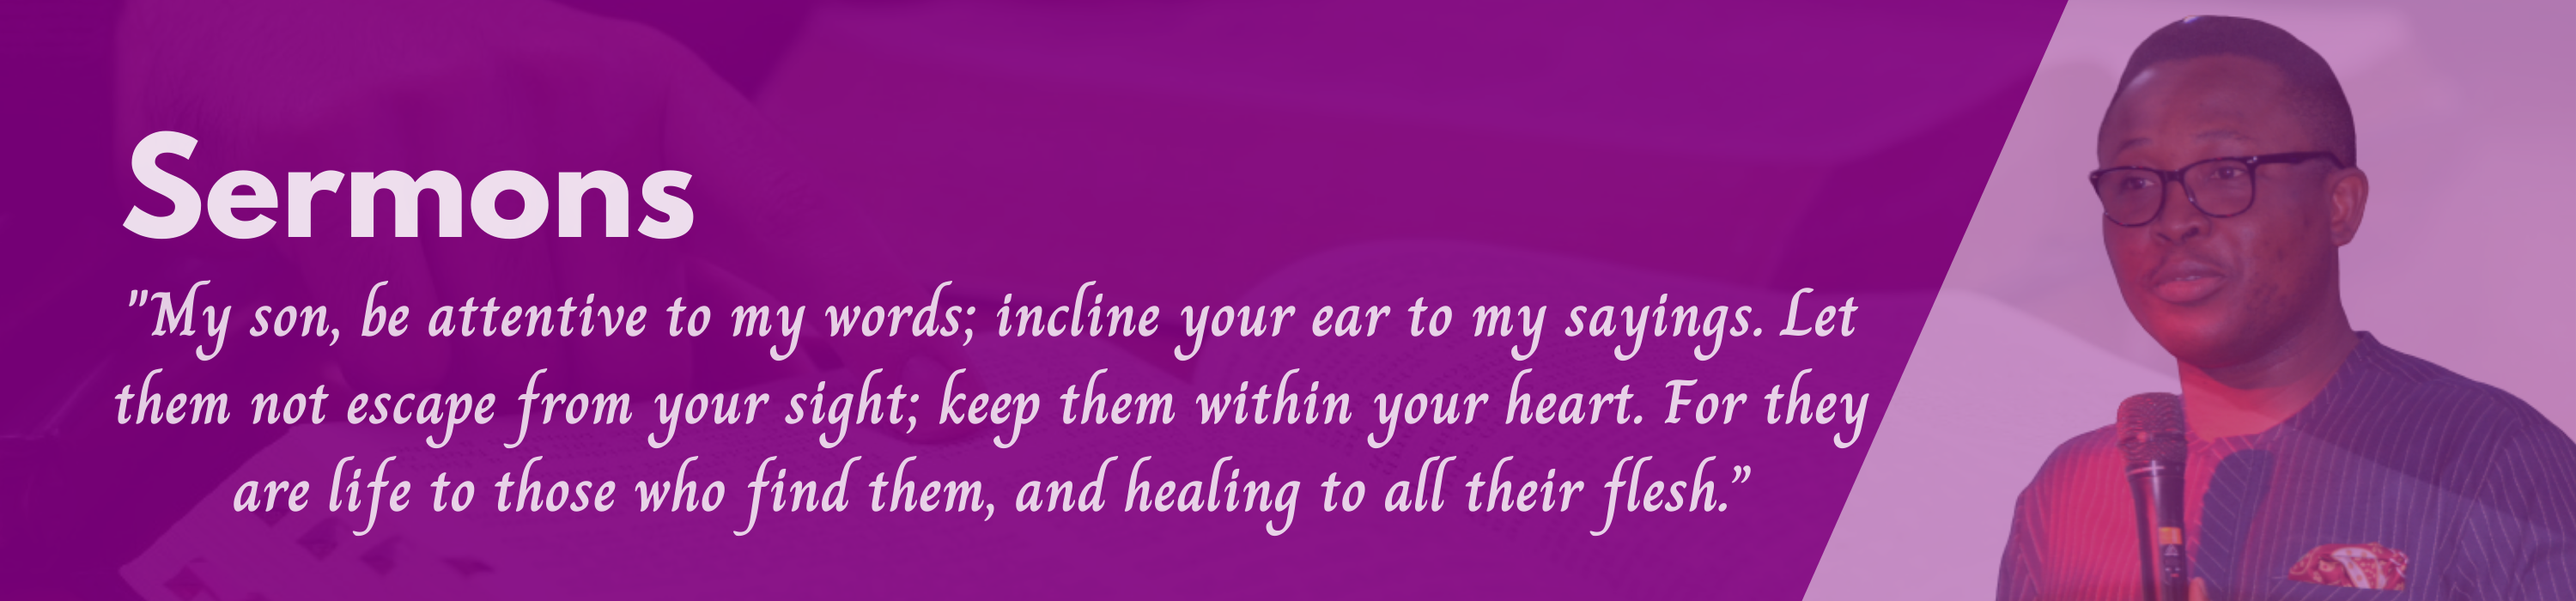 Sermons
"My son, be attentive to my words; incline your ear to my sayings. Let
them not escape from your sight; keep them within your heart. For they
are life to those who find them, and healing to all their flesh.”